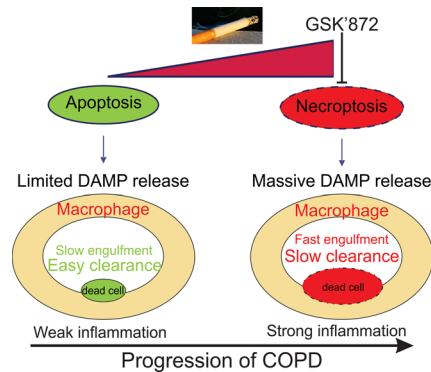 GSK'872
Apoptosis
Necroptosis
Limited DAMP release
Massive DAMP release
Macrophage
Slow engulfment
Easy clearance
dead cell
Macrophage
Fast engulfment
Slow clearance
dead cell
Weak inflammation
Strong inflammation
Progression of COPD